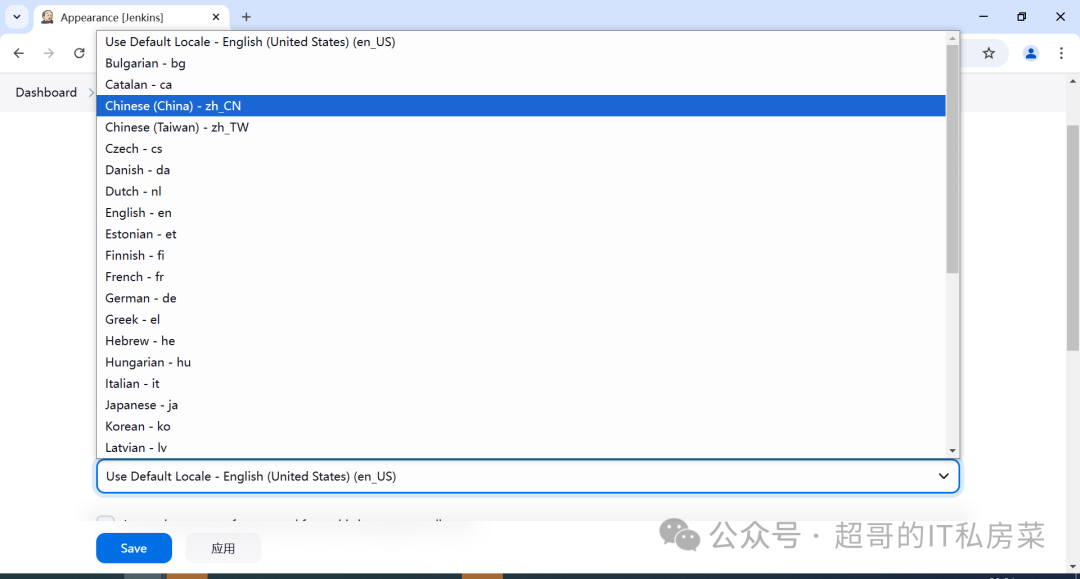 Appearance [Jenkins]
Dashboard
Use Default Locale - English (United States) (en_US)
Bulgarian - bg
Catalan - ca
Chinese (China) - zh_CN
Chinese (Taiwan) - zh_TW
Czech - cs
Danish - da
Dutch - nl
English - en
Estonian - et
Finnish - fi
French - fr
German - de
Greek - el
Hebrew - he
Hungarian - hu
Italian - it
Japanese - ja
Korean - ko
Latvian - lv
Use Default Locale - English (United States) (en_US)
Save
应用
公众号 · 超哥的IT私房菜